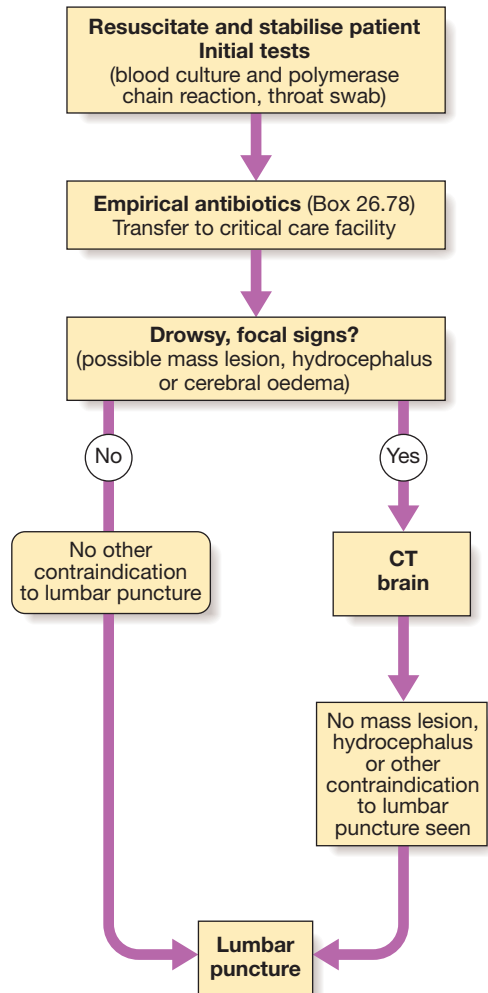 Resuscitate and stabilise patient
Initial tests
(blood culture and polymerase
chain reaction, throat swab)
Empirical antibiotics (Box 26.78)
Transfer to critical care facility
Drowsy, focal signs?
(possible mass lesion, hydrocephalus
or cerebral oedema)
No
Yes
No other
contraindication
to lumbar puncture
CT
brain
No mass lesion,
hydrocephalus
or other
contraindication
to lumbar
puncture seen
Lumbar
puncture